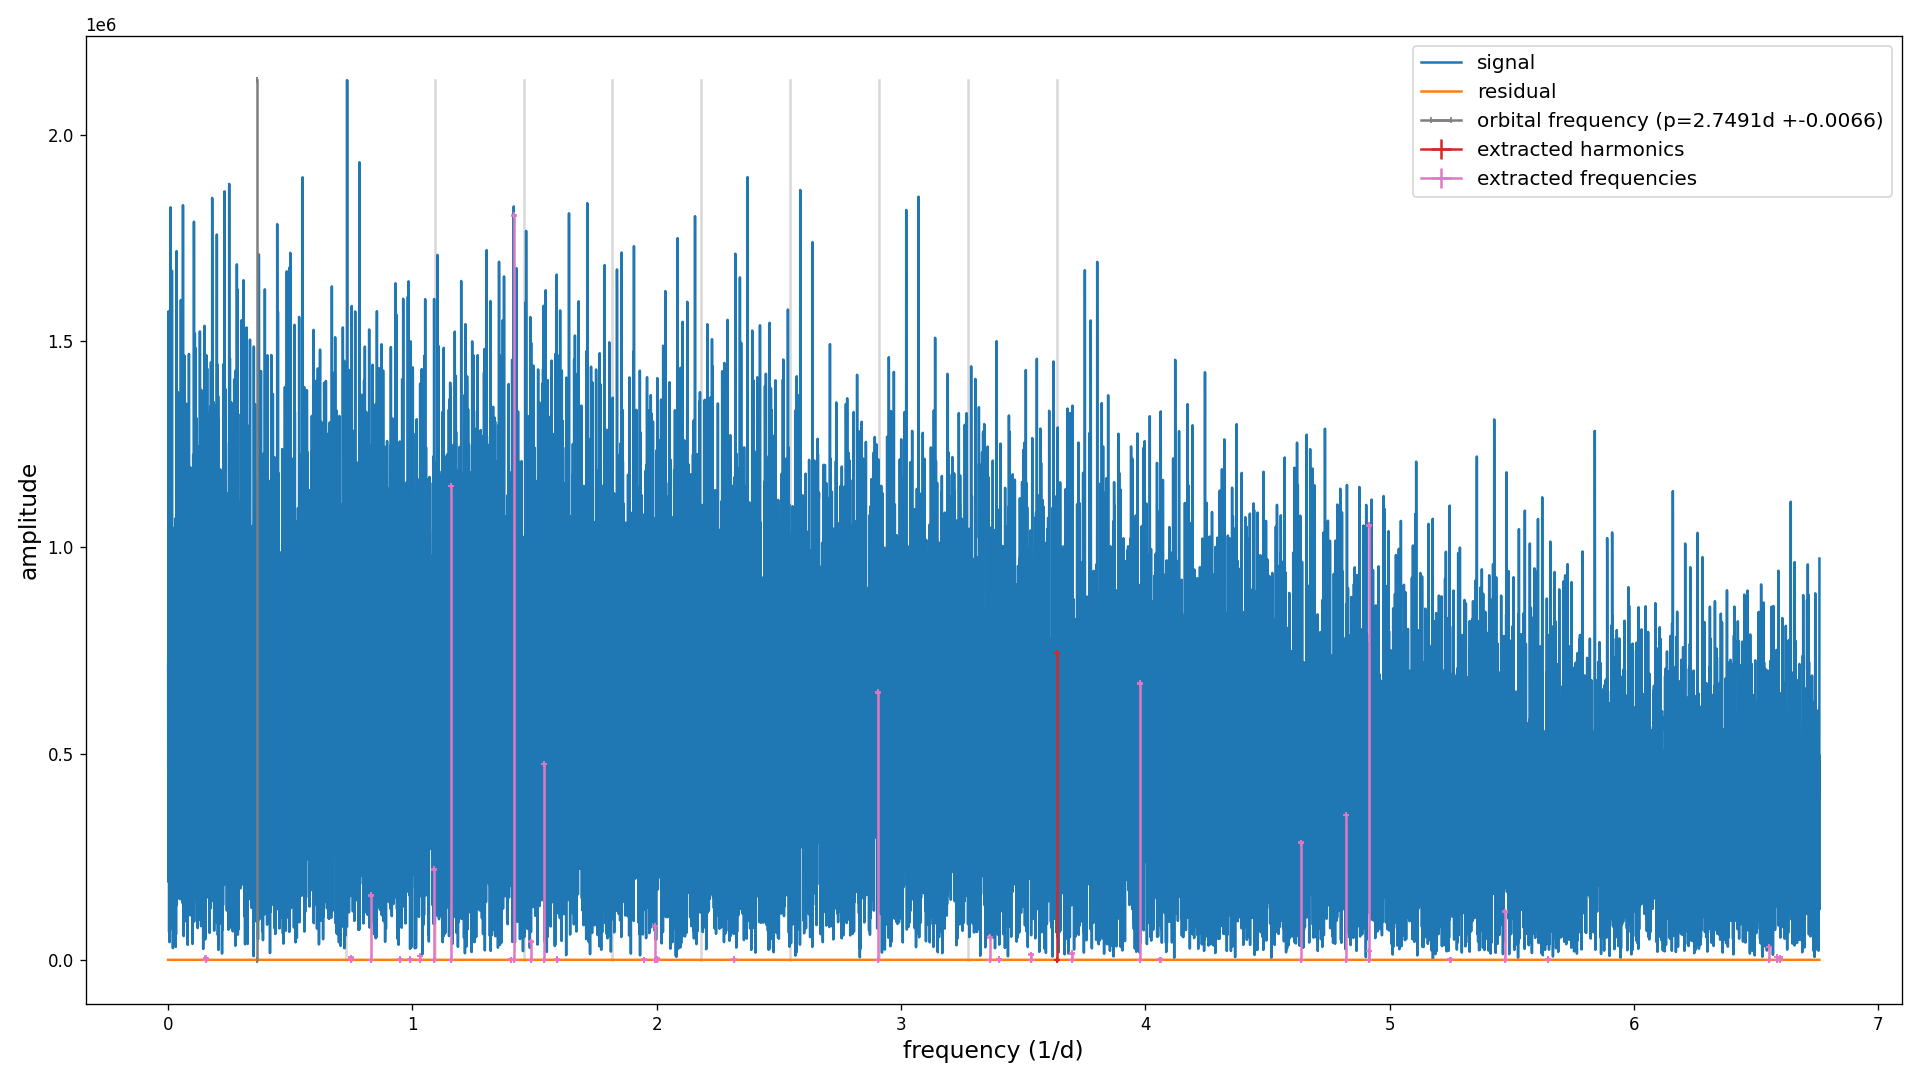 1e6
signal
residual
orbital frequency (p=2.7491d +-0.0066)
extracted harmonics
extracted frequencies
2.0
1.5
1.0
0.5
0.0
amplitude
0 1 2 3 4 5 6 7
frequency (1/d)